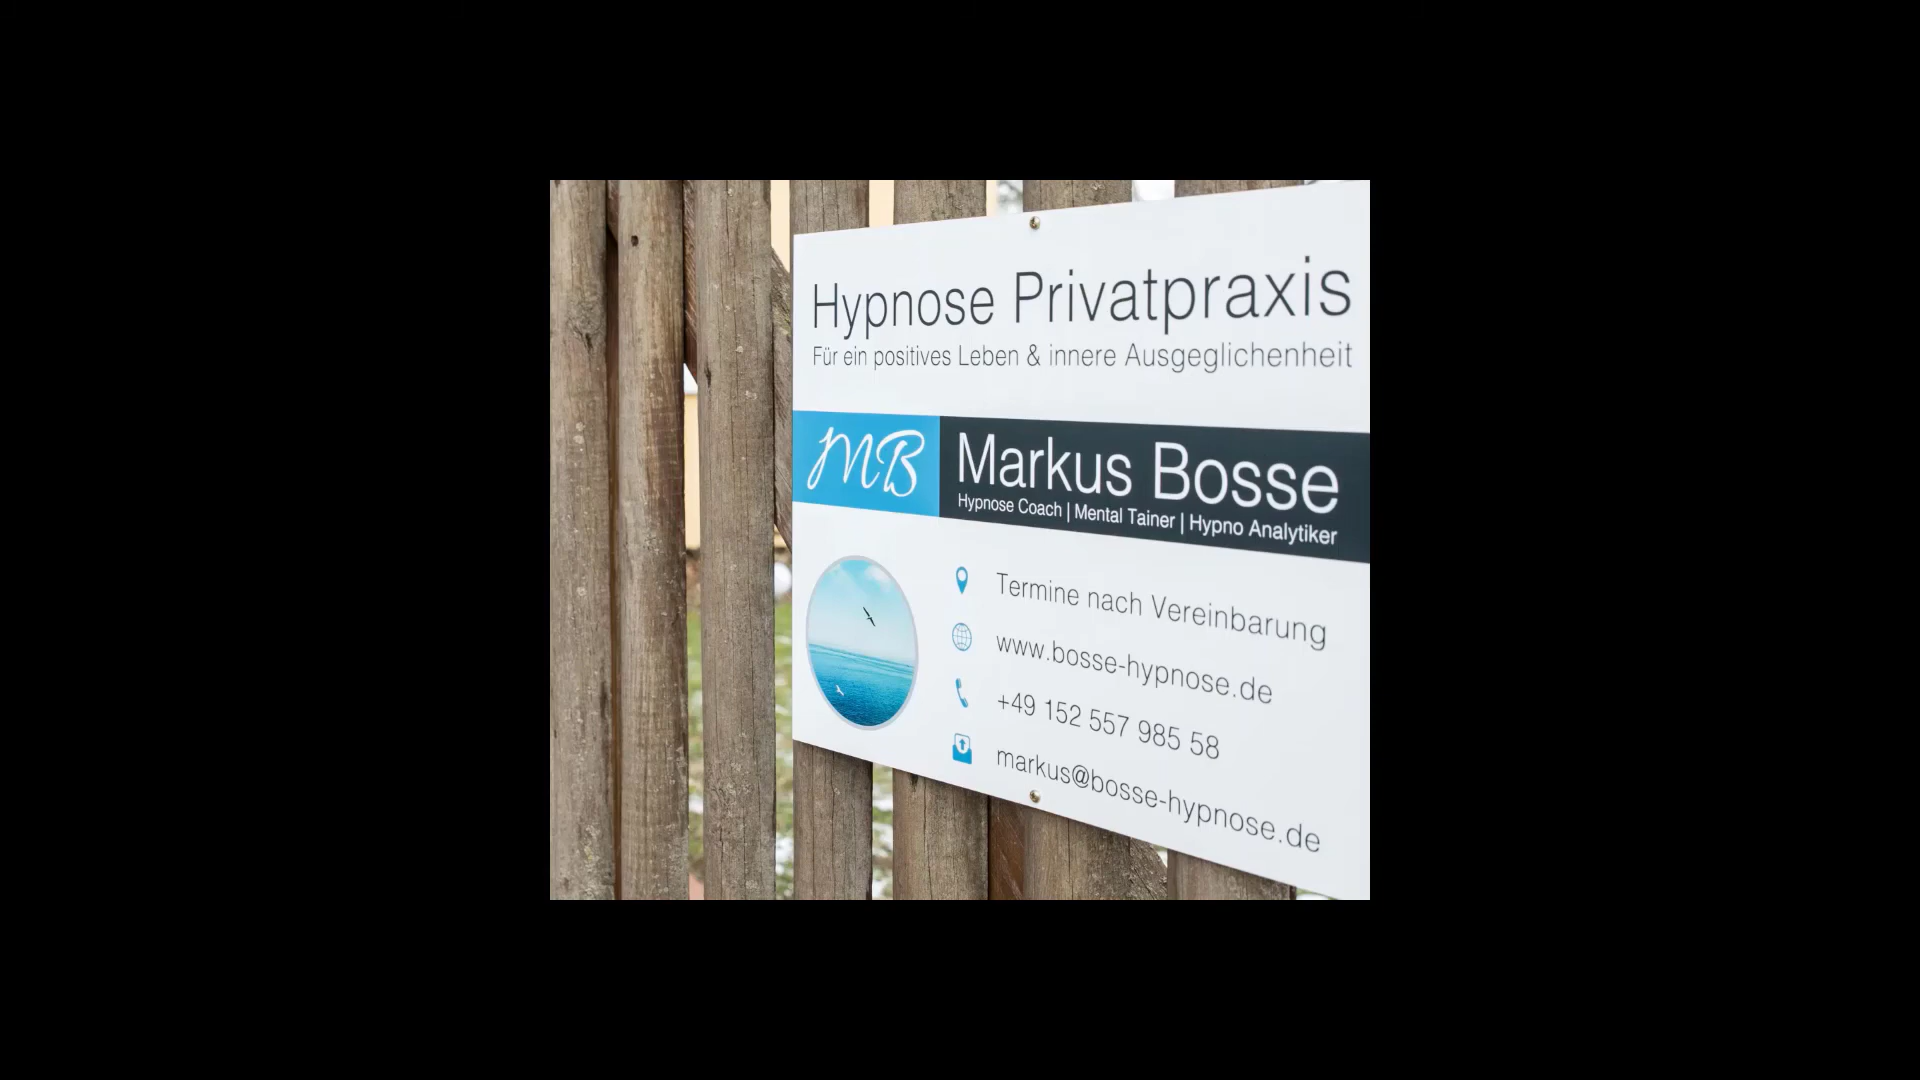 Hypnose Privatpraxis
Für ein positives Leben & innere Ausgeglichenheit
MB
Markus Bosse
Hypnose Coach | Mental Tainer | Hypno Analytiker
Termine nach Vereinbarung
www.bosse-hypnose.de
+49 152 557 985 58
markus@bosse-hypnose.de